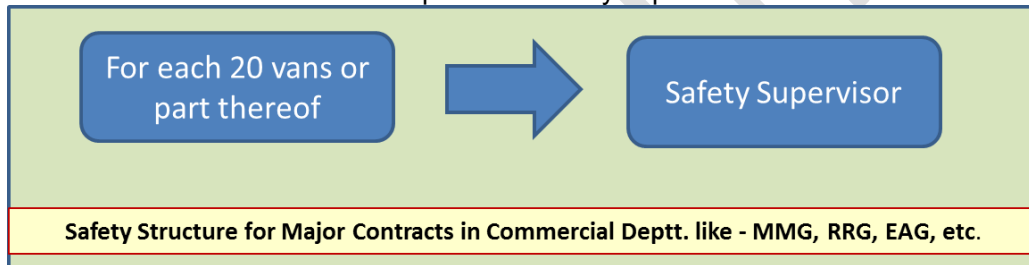 For each 20 vans or
part thereof
Safety Supervisor
Safety Structure for Major Contracts in Commercial Deptt. like - MMG, RRG, EAG, etc.